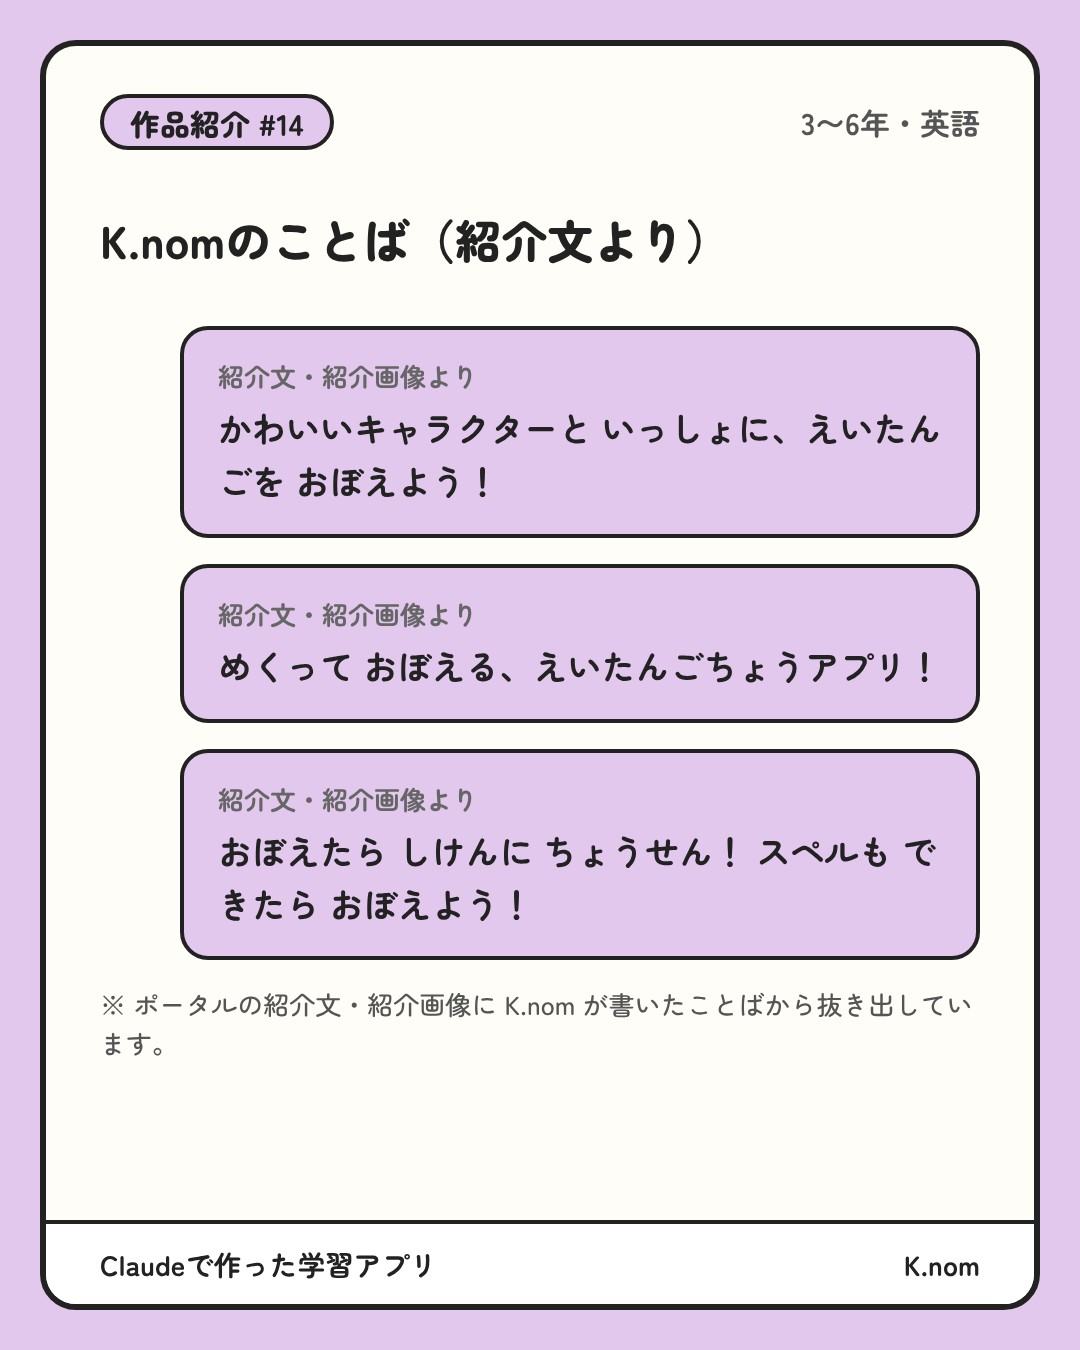 作品紹介 #14
3〜6年・英語
K.nomのことば（紹介文より）
紹介文・紹介画像より
かわいいキャラクターと いっしょに、えいたん
ごを おぼえよう！
紹介文・紹介画像より
めくって おぼえる、えいたんごちょうアプリ！
紹介文・紹介画像より
おぼえたら しけんに ちょうせん！ スペルも で
きたら おぼえよう！
※ ポータルの紹介文・紹介画像に K.nom が書いたことばから抜き出してい
ます。
Claudeで作った学習アプリ
K.nom